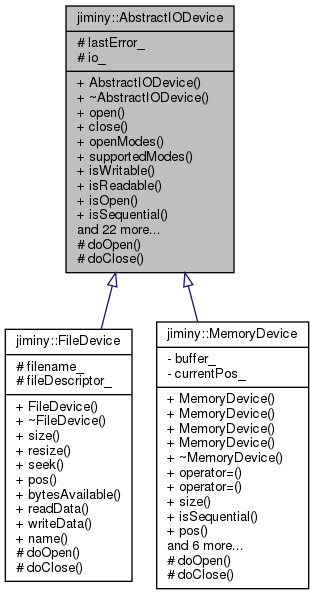 jiminy::AbstractIODevice
# lastError_
# io_
+ AbstractIODevice()
+ ~AbstractIODevice()
+ open()
+ close()
+ openModes()
+ supportedModes()
+ isWritable()
+ isReadable()
+ isOpen()
+ isSequential()
and 22 more...
# doOpen()
# doClose()
jiminy::FileDevice
# filename_
# fileDescriptor_
+ FileDevice()
+ ~FileDevice()
+ size()
+ resize()
+ seek()
+ pos()
+ bytesAvailable()
+ readData()
+ writeData()
+ name()
# doOpen()
# doClose()
jiminy::MemoryDevice
- buffer_
- currentPos_
+ MemoryDevice()
+ MemoryDevice()
+ MemoryDevice()
+ MemoryDevice()
+ ~MemoryDevice()
+ operator=()
+ operator=()
+ size()
+ isSequential()
+ pos()
and 6 more...
# doOpen()
# doClose()